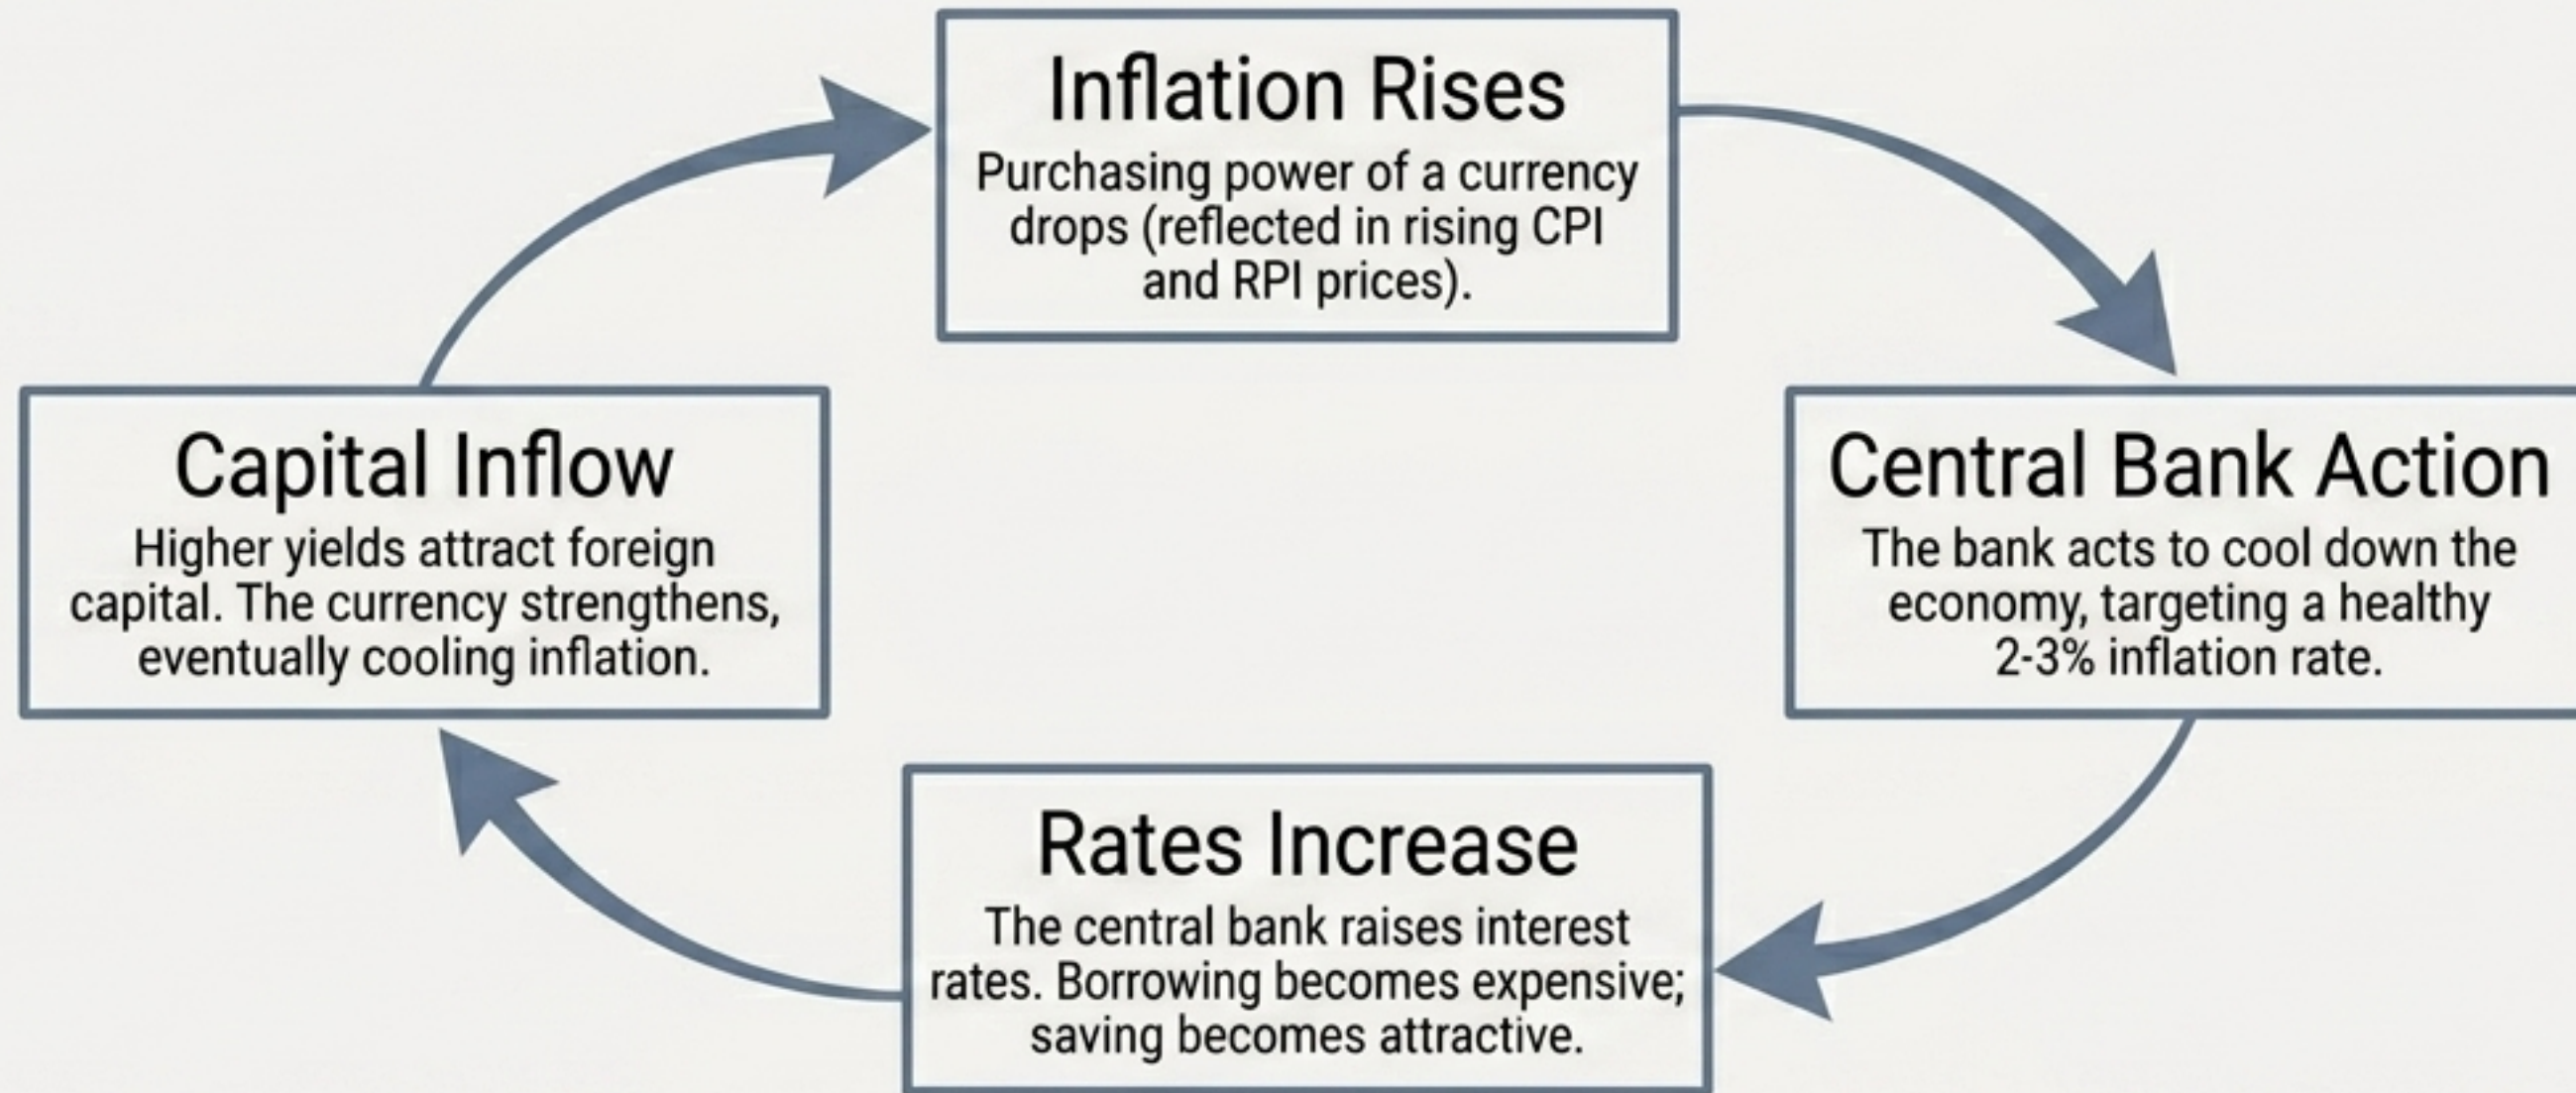 Inflation Rises
Purchasing power of a currency
drops (reflected in rising CPI
and RPI prices).
Central Bank Action
The bank acts to cool down the
economy, targeting a healthy
2-3% inflation rate.
Rates Increase
The central bank raises interest
rates. Borrowing becomes expensive;
saving becomes attractive.
Capital Inflow
Higher yields attract foreign
capital. The currency strengthens,
eventually cooling inflation.